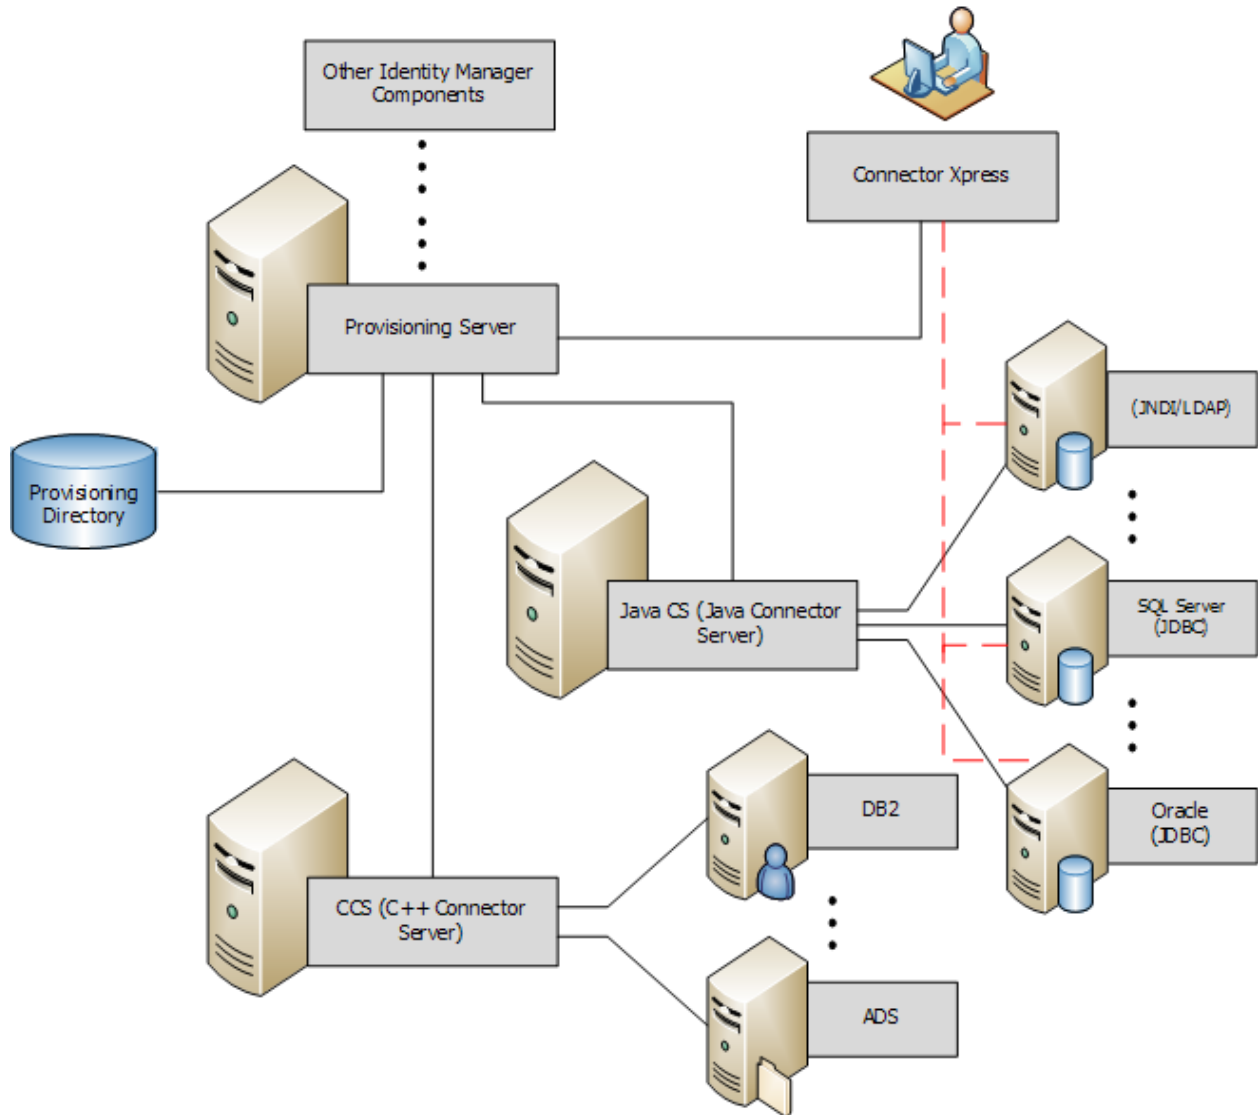 Other Identity Manager
Components
Connector Xpress
Provisioning Server
(JNDI/LDAP)
Provisioning
Directory
Java CS (Java Connector
Server)
SQL Server
(JDBC)
DB2
Oracle
(JDBC)
CCS (C++ Connector
Server)
ADS